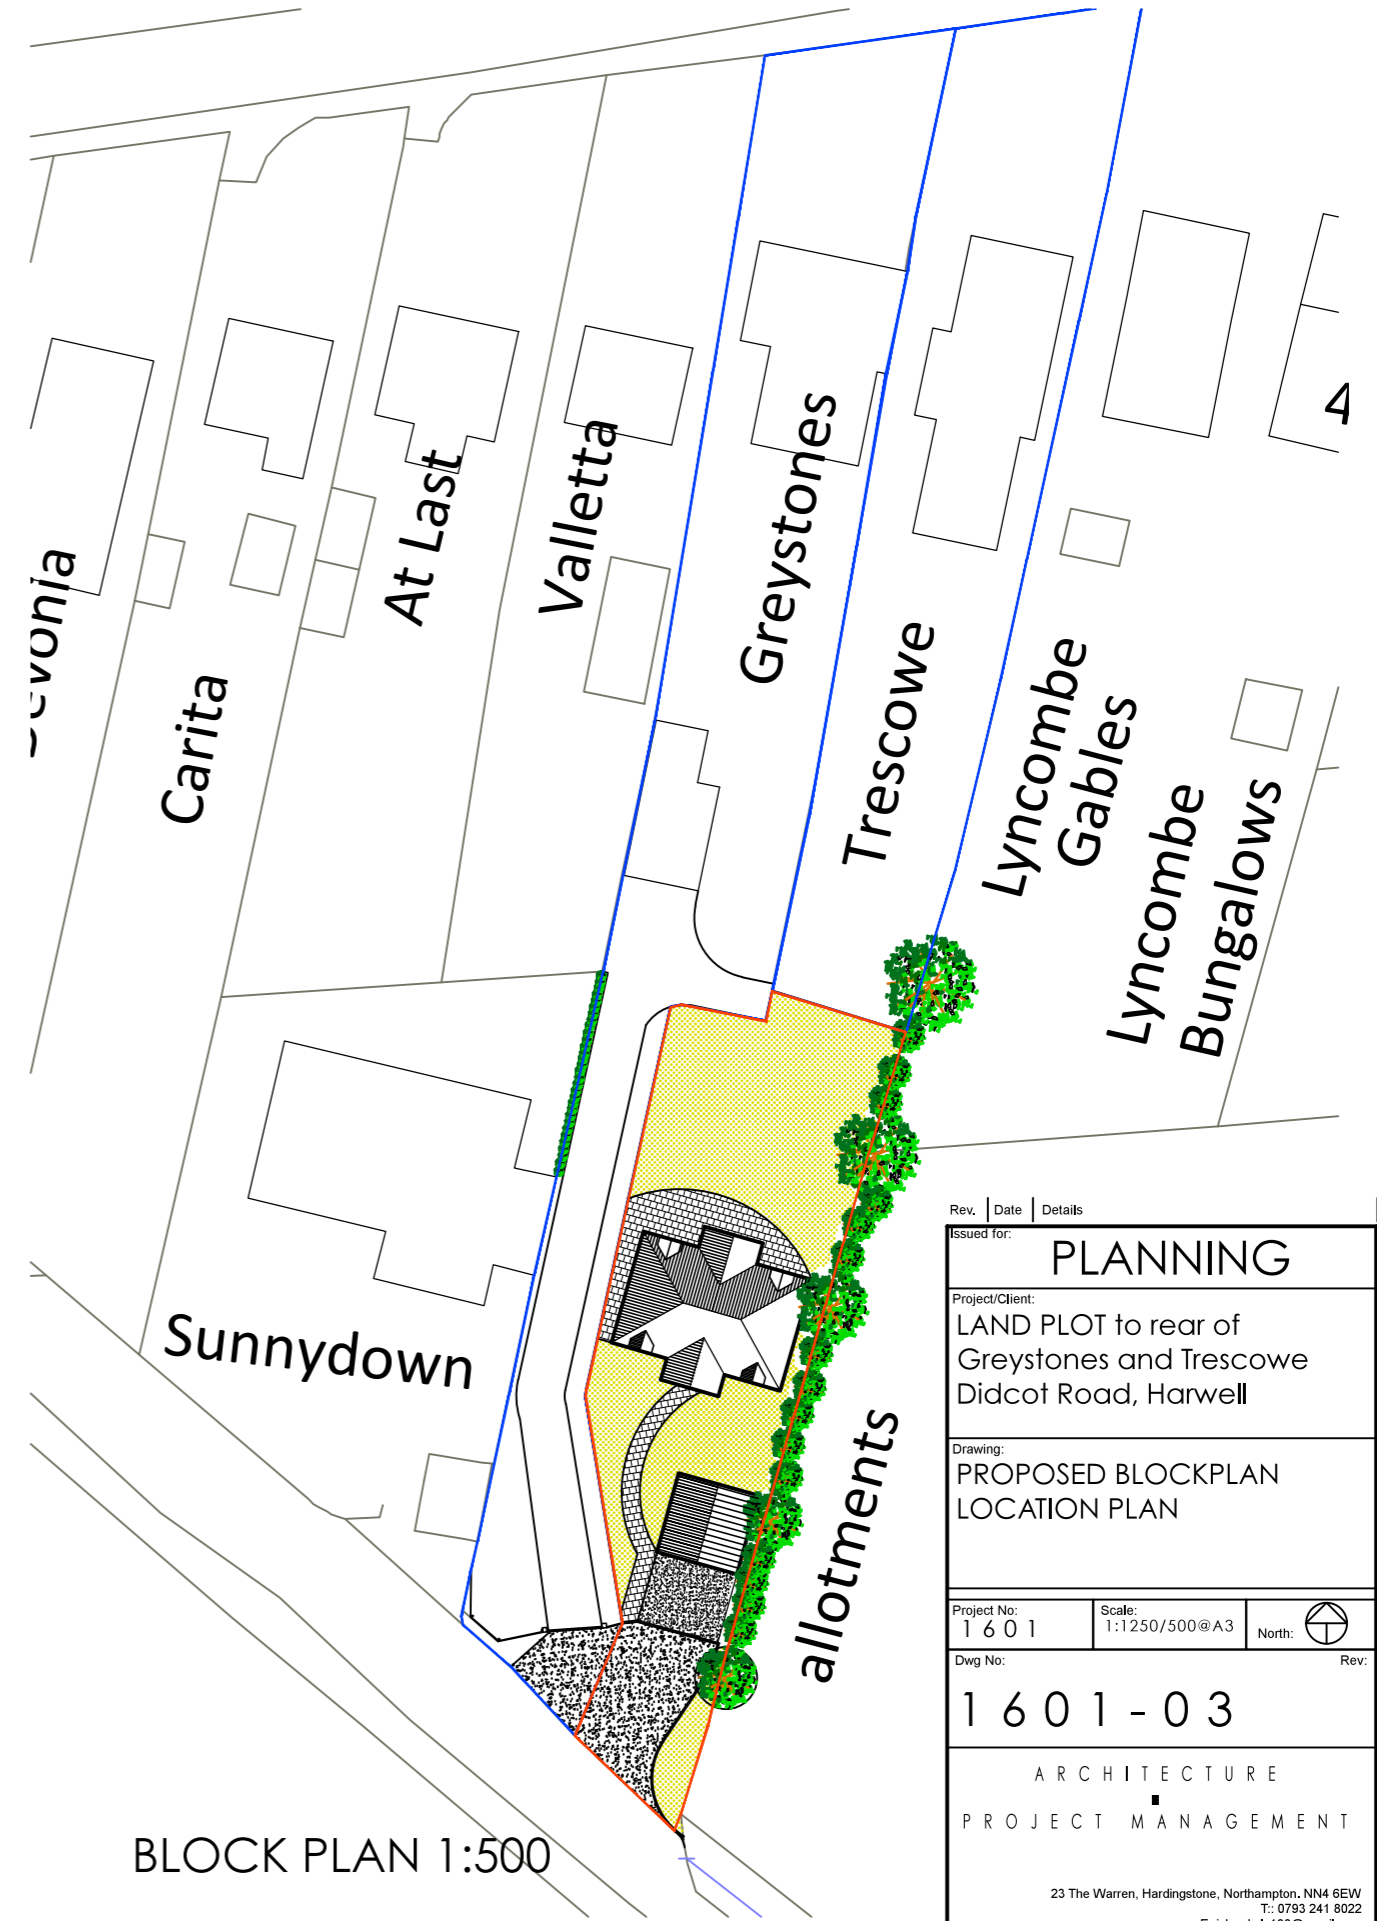 Carita
At Last
Valletta
Greystones
Trescowe
Lyncombe
Gables
Lyncombe
Bungalows
4
Sunnydown
allotments
BLOCK PLAN 1:500
Rev. Date Details
Issued for:
PLANNING
Project/Client:
LAND PLOT to rear of
Greystones and Trescowe
Didcot Road, Harwell
Drawing:
PROPOSED BLOCKPLAN
LOCATION PLAN
Project No:
1601
Scale:
1:1250/500@A3
North:
Dwg No:
Rev:
1601-03
ARCHITECTURE
PROJECT MANAGEMENT
23 The Warren, Hardingstone, Northampton. NN4 6EW
T:: 0793 241 8022